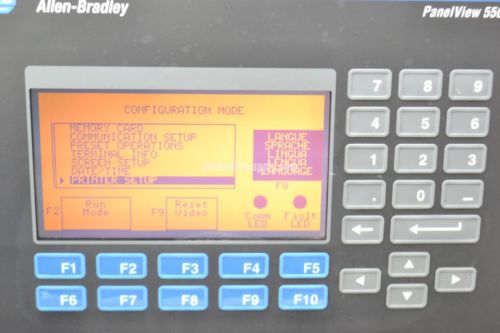 Allen-Bradley
PanelView 550
CONFIGURATION MODE
MEMORY CARD
COMMUNICATION SETUP
PRESET OPERATIONS
TERMINAL INFO
SCREEN SETUP
DATE/TIME
PRINTER SETUP
LANGUE
SPRACHE
LINGUA
LENGUA
LANGUAGE
F8
F2
Run
Mode
F9
Reset
Video
Comm
LED
Fault
LED
7 8 9
4 5 6
1 2 3
. 0 -
F1 F2 F3 F4 F5
F6 F7 F8 F9 F10